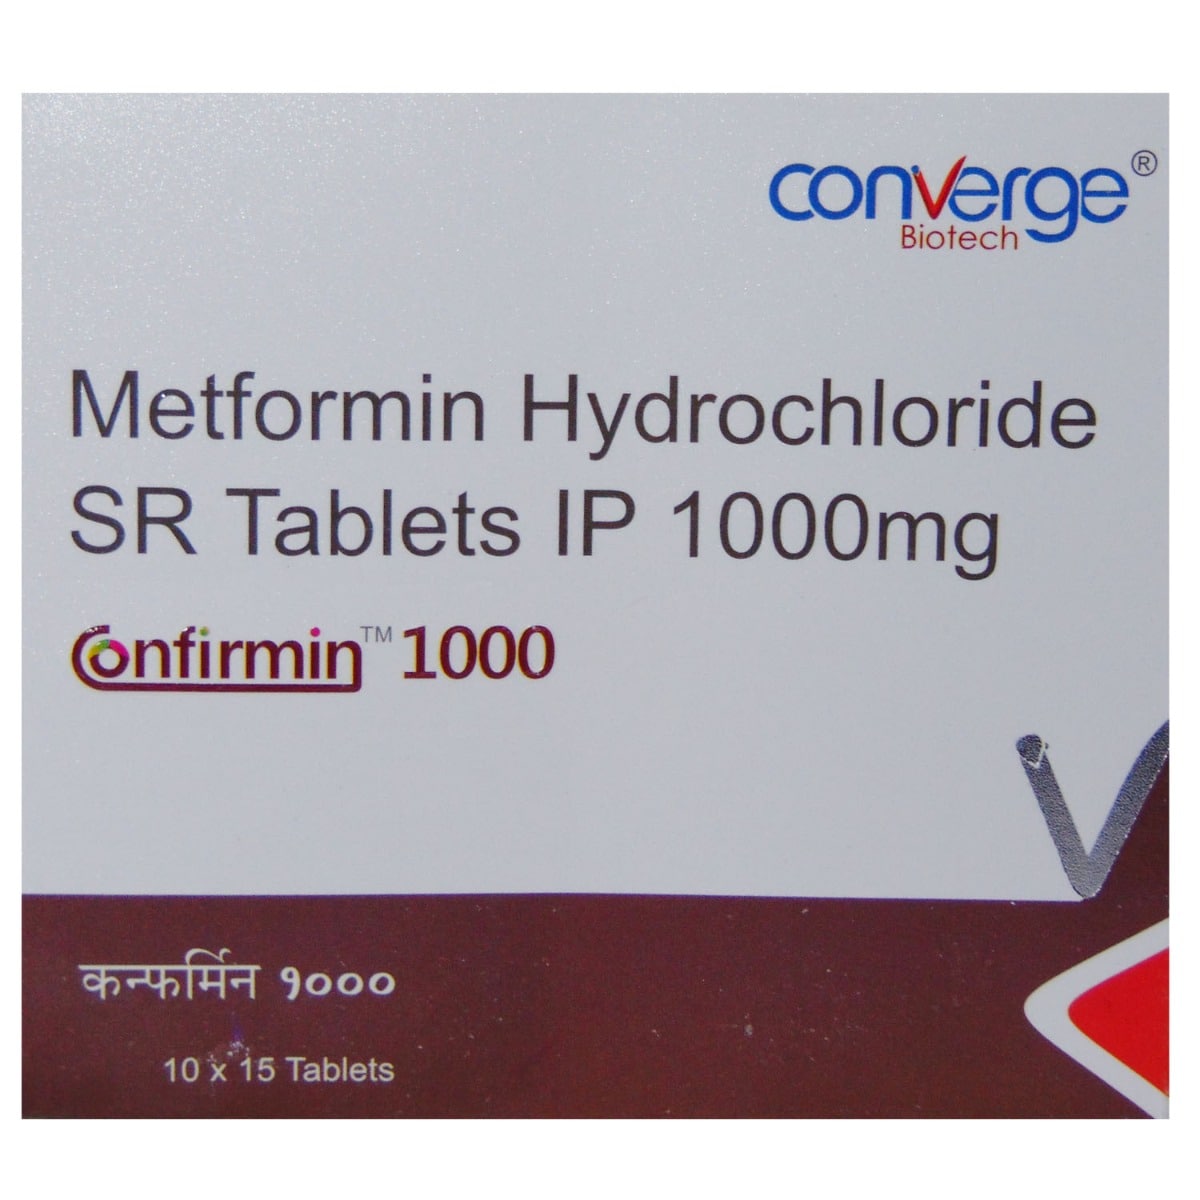 converge®
Biotech
Metformin Hydrochloride
SR Tablets IP 1000mg
Confirmin™ 1000
कन्फर्मिन १०००
10 x 15 Tablets